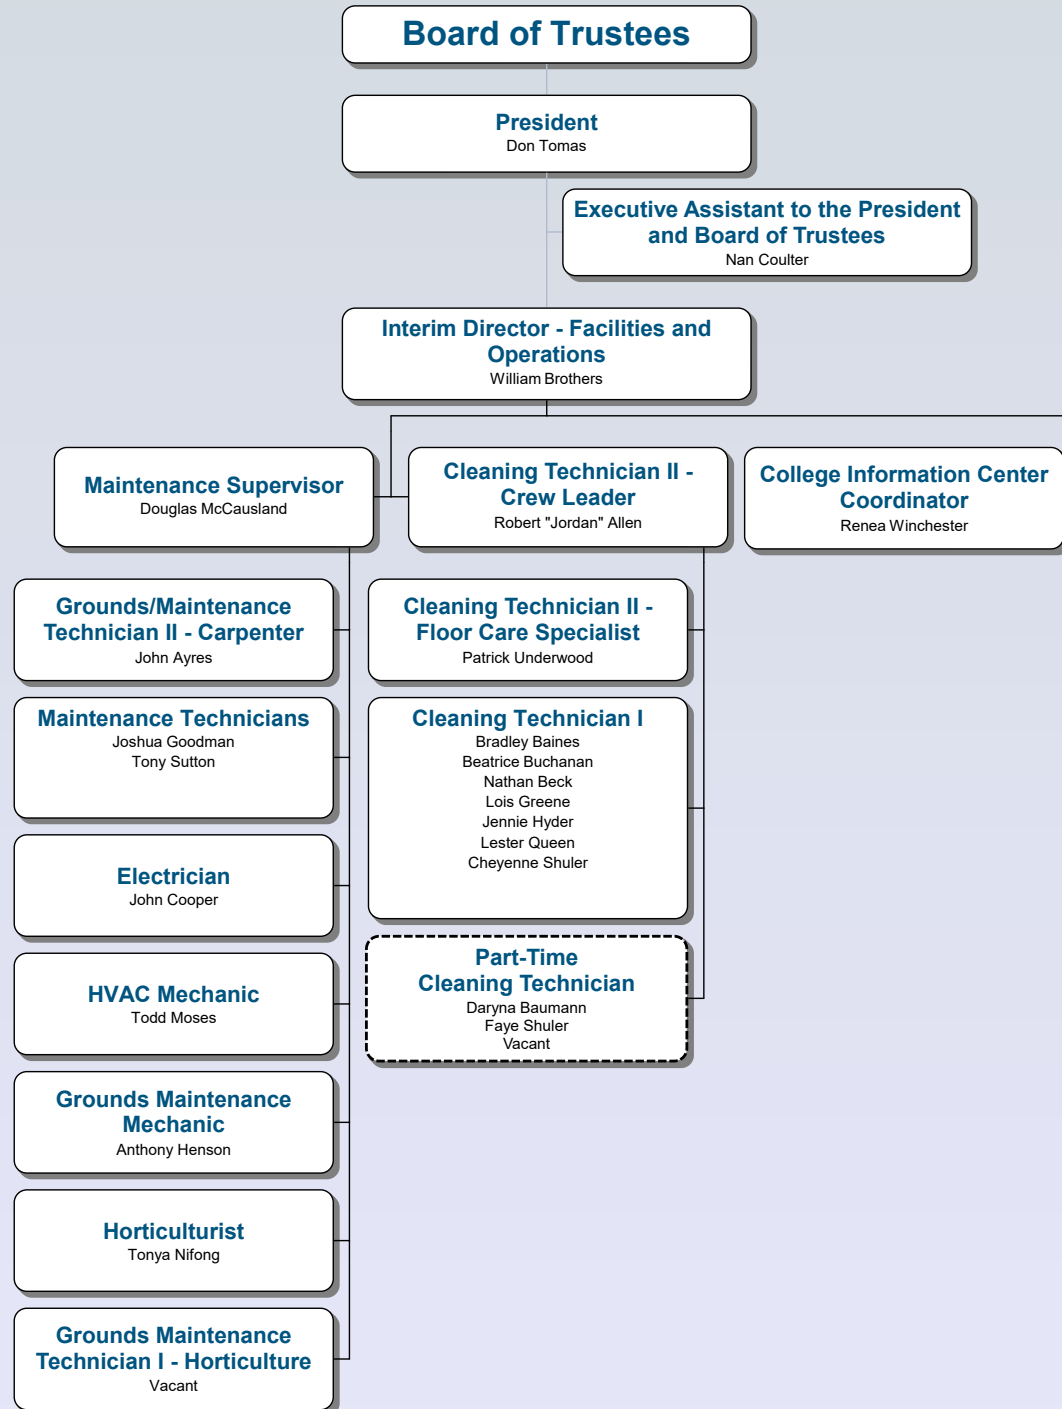 Board of Trustees
President
Don Tomas
Executive Assistant to the President
and Board of Trustees
Nan Coulter
Interim Director - Facilities and
Operations
William Brothers
Maintenance Supervisor
Douglas McCausland
Cleaning Technician II -
Crew Leader
Robert "Jordan" Allen
College Information Center
Coordinator
Renea Winchester
Grounds/Maintenance
Technician II - Carpenter
John Ayres
Maintenance Technicians
Joshua Goodman
Tony Sutton
Electrician
John Cooper
HVAC Mechanic
Todd Moses
Grounds Maintenance
Mechanic
Anthony Henson
Horticulturist
Tonya Nifong
Grounds Maintenance
Technician I - Horticulture
Vacant
Cleaning Technician II -
Floor Care Specialist
Patrick Underwood
Cleaning Technician I
Bradley Baines
Beatrice Buchanan
Nathan Beck
Lois Greene
Jennie Hyder
Lester Queen
Cheyenne Shuler
Part-Time
Cleaning Technician
Daryna Baumann
Faye Shuler
Vacant